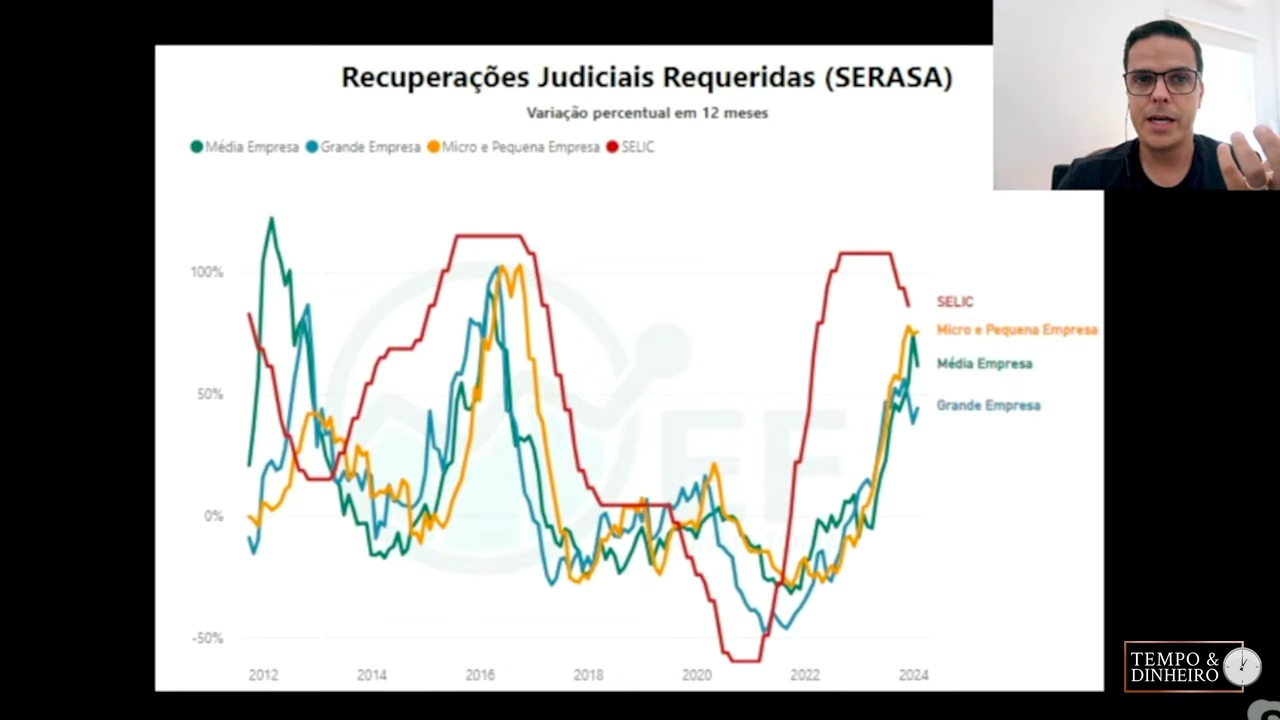 Recuperações Judiciais Requeridas (SERASA)
Variação percentual em 12 meses
Média Empresa Grande Empresa Micro e Pequena Empresa SELIC
100%
50%
0%
-50%
2012 2014 2016 2018 2020 2022 2024
SELIC
Micro e Pequena Empresa
Média Empresa
Grande Empresa
EF
TEMPO &
DINHEIRO